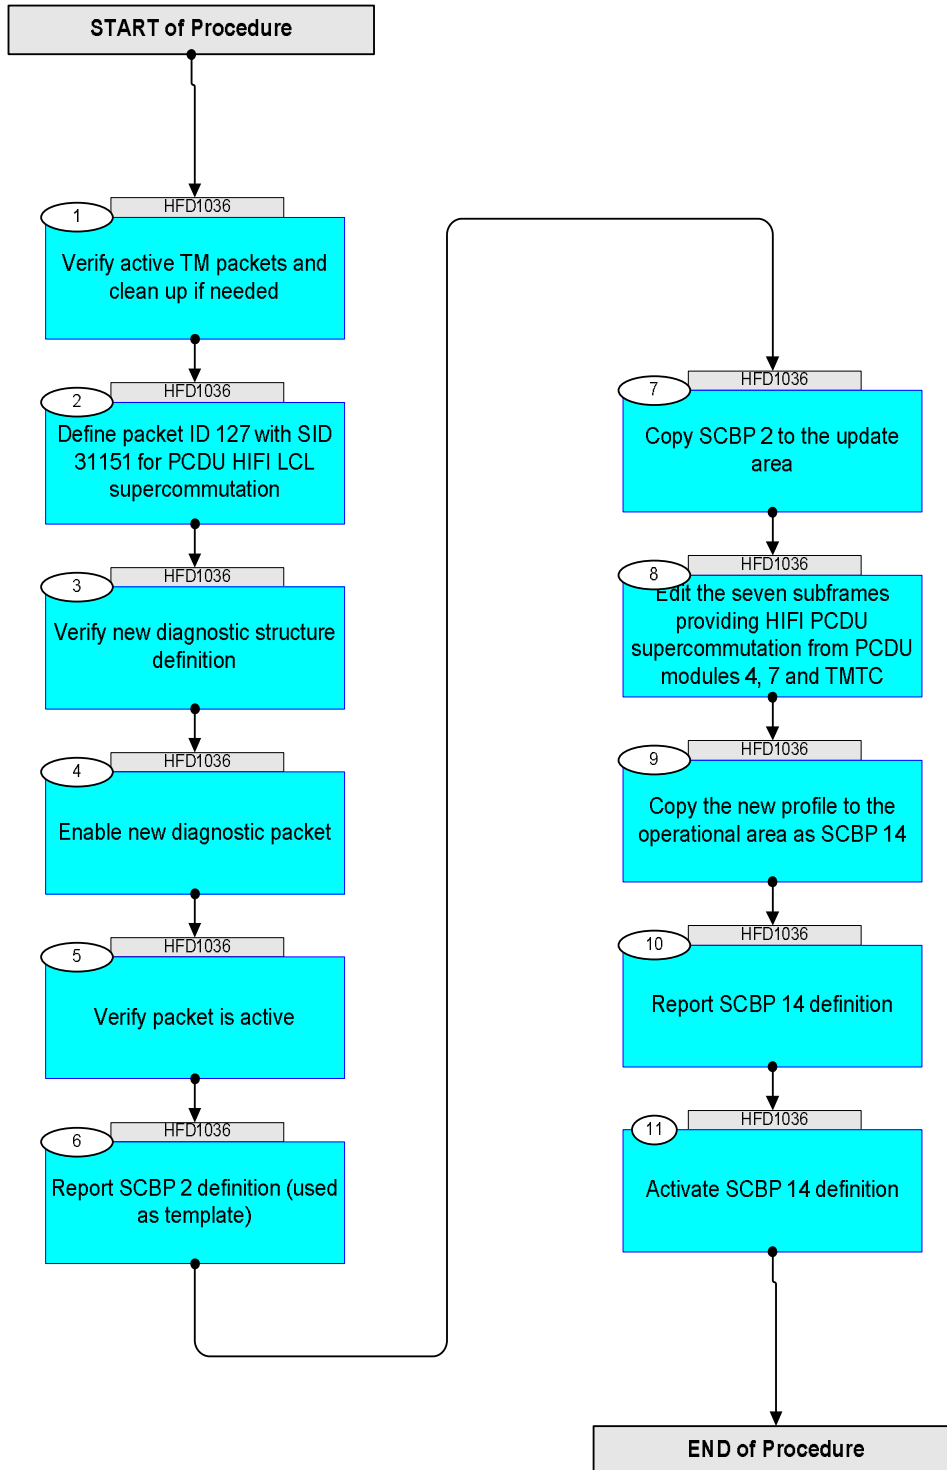 START of Procedure
HFD1036
1
Verify active TM packets and
clean up if needed
HFD1036
2
Define packet ID 127 with SID
31151 for PCDU HIFI LCL
supercommutation
HFD1036
3
Verify new diagnostic structure
definition
HFD1036
4
Enable new diagnostic packet
HFD1036
5
Verify packet is active
HFD1036
6
Report SCBP 2 definition (used
as template)
HFD1036
7
Copy SCBP 2 to the update
area
HFD1036
8
Edit the seven subframes
providing HIFI PCDU
supercommutation from PCDU
modules 4, 7 and TMTC
HFD1036
9
Copy the new profile to the
operational area as SCBP 14
HFD1036
10
Report SCBP 14 definition
HFD1036
11
Activate SCBP 14 definition
END of Procedure